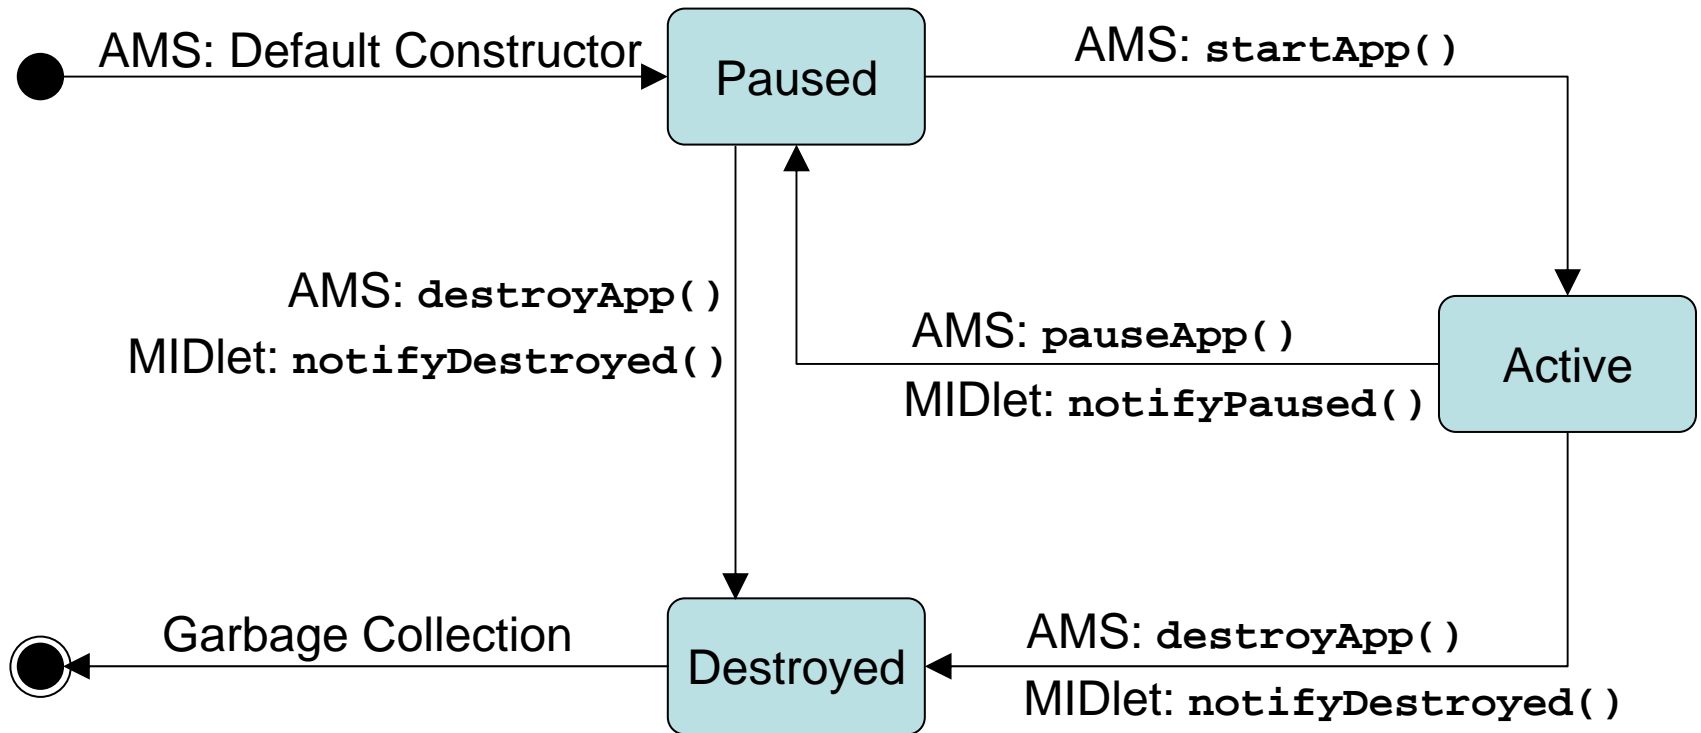 AMS: Default Constructor
Paused
AMS: startApp()
AMS: destroyApp()
MIDlet: notifyDestroyed()
AMS: pauseApp()
MIDlet: notifyPaused()
Active
Garbage Collection
Destroyed
AMS: destroyApp()
MIDlet: notifyDestroyed()